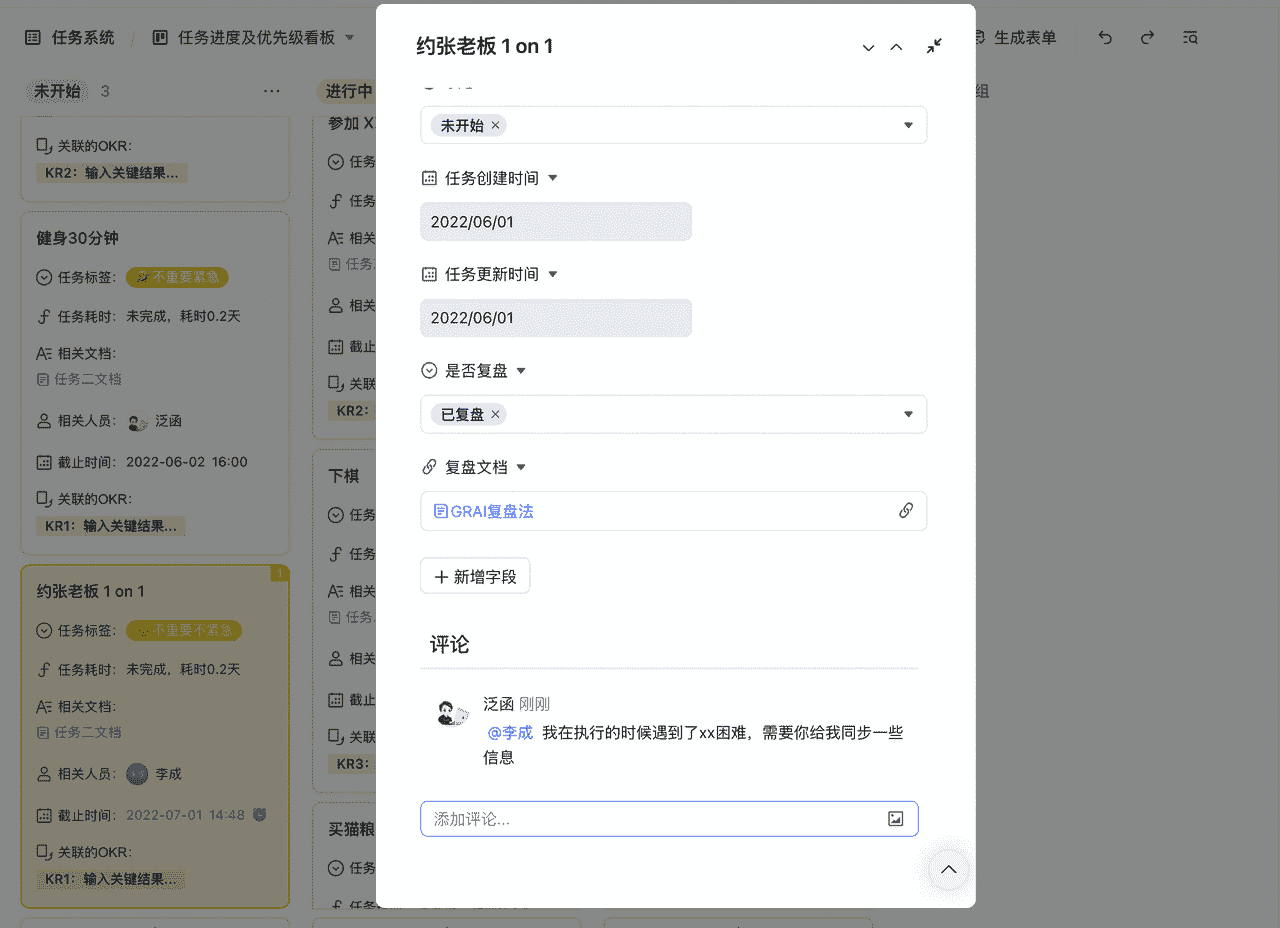 任务系统
任务进度及优先级看板
生成表单
未开始 3
关联的OKR:
KR2：输入关键结果...
健身30分钟
任务标签: 不重要紧急
任务耗时: 未完成，耗时0.2天
相关文档:
任务二文档
相关人员: 泛函
截止时间: 2022-06-02 16:00
关联的OKR:
KR1：输入关键结果...
约张老板 1 on 1
1
任务标签: 不重要不紧急
任务耗时: 未完成，耗时0.2天
相关文档:
任务二文档
相关人员: 李成
截止时间: 2022-07-01 14:48
关联的OKR:
KR1：输入关键结果...
进行中
参加 X
任务
任务
相关
任务
相关
截止
关联
KR2:
下棋
任务
任务
相关
任务
相关
截止
关联
KR3:
买猫粮
任务
任务
组
约张老板 1 on 1
未开始 ×
任务创建时间
2022/06/01
任务更新时间
2022/06/01
是否复盘
已复盘 ×
复盘文档
GRAI复盘法
+ 新增字段
评论
泛函 刚刚
@李成 我在执行的时候遇到了xx困难，需要你给我同步一些
信息
添加评论...